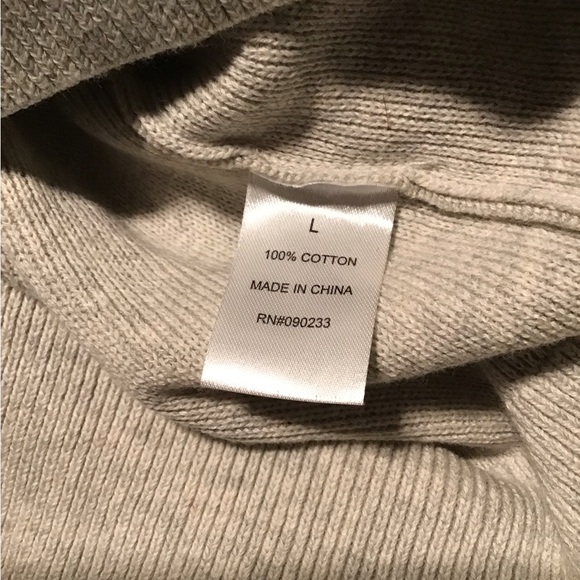 L
100% COTTON
MADE IN CHINA
RN#090233